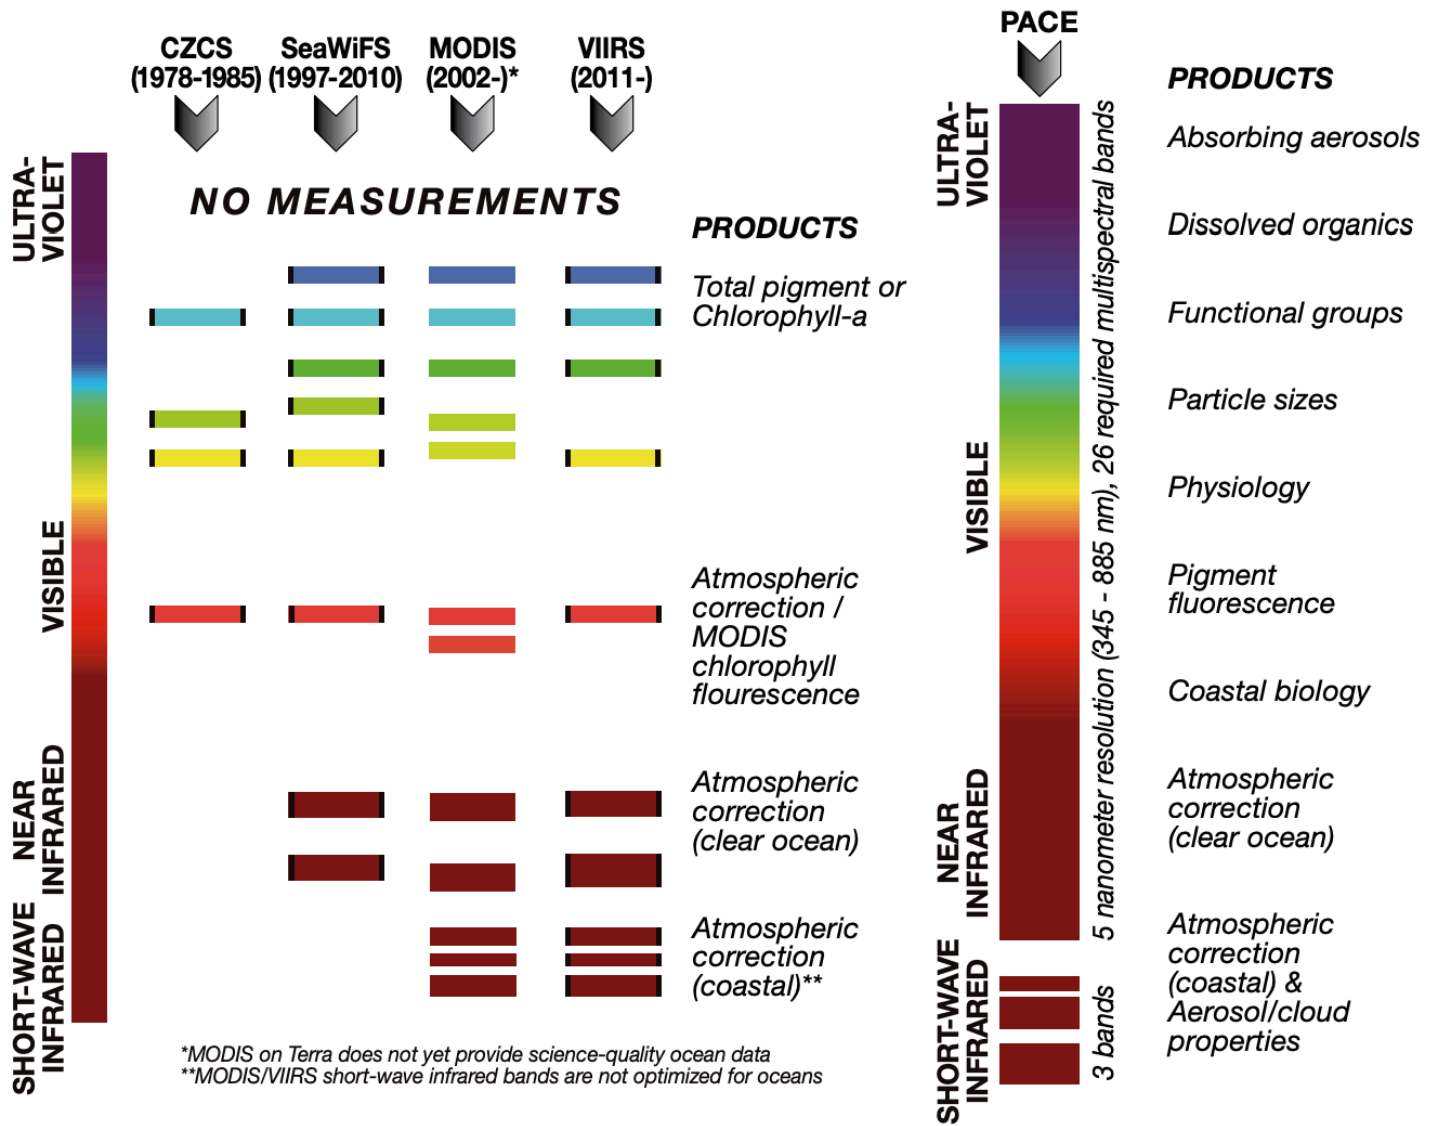 CZCS
(1978-1985)
SeaWiFS
(1997-2010)
MODIS
(2002-)*
VIIRS
(2011-)
ULTRA-
VIOLET
VISIBLE
NEAR
INFRARED
SHORT-WAVE
INFRARED
NO MEASUREMENTS
PRODUCTS
Total pigment or
Chlorophyll-a
Atmospheric
correction /
MODIS
chlorophyll
flourescence
Atmospheric
correction
(clear ocean)
Atmospheric
correction
(coastal)**
*MODIS on Terra does not yet provide science-quality ocean data
**MODIS/VIIRS short-wave infrared bands are not optimized for oceans
PACE
ULTRA-
VIOLET
VISIBLE
NEAR
INFRARED
SHORT-WAVE
INFRARED
5 nanometer resolution (345 - 885 nm), 26 required multispectral bands
3 bands
PRODUCTS
Absorbing aerosols
Dissolved organics
Functional groups
Particle sizes
Physiology
Pigment
fluorescence
Coastal biology
Atmospheric
correction
(clear ocean)
Atmospheric
correction
(coastal) &
Aerosol/cloud
properties